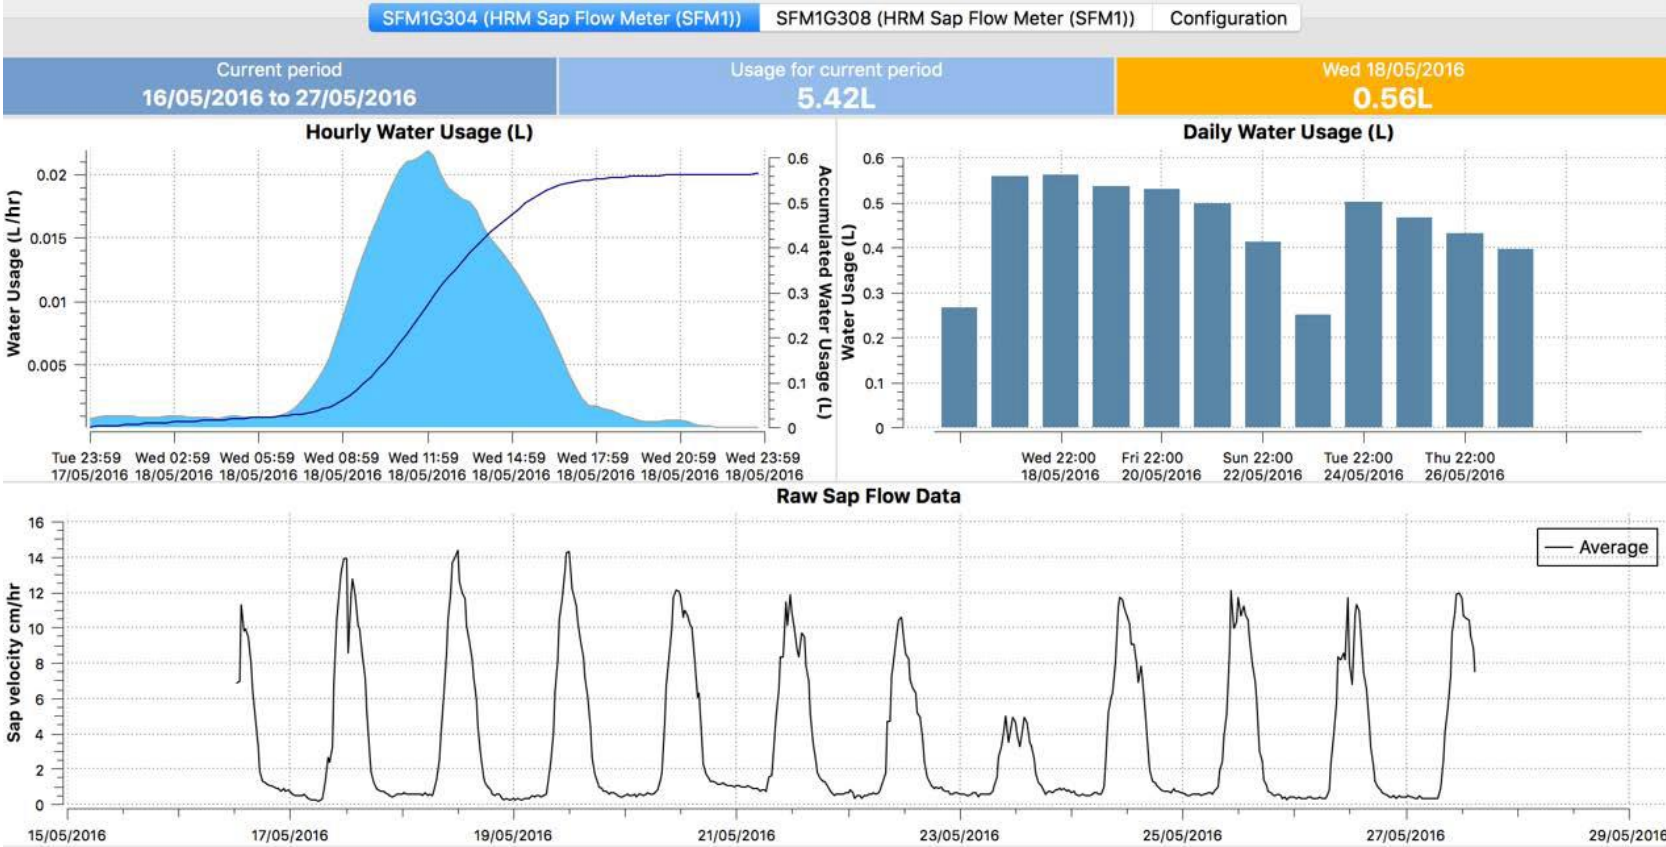 SFM1G304 (HRM Sap Flow Meter (SFM1)) SFM1G308 (HRM Sap Flow Meter (SFM1)) Configuration
Current period
16/05/2016 to 27/05/2016
Usage for current period
5.42L
Wed 18/05/2016
0.56L
Hourly Water Usage (L)
Water Usage (L/hr)
0.02
0.015
0.01
0.005
0.6
0.5
0.4
0.3
0.2
0.1
0
Accumulated Water Usage (L)
Tue 23:59 Wed 02:59 Wed 05:59 Wed 08:59 Wed 11:59 Wed 14:59 Wed 17:59 Wed 20:59 Wed 23:59
17/05/2016 18/05/2016 18/05/2016 18/05/2016 18/05/2016 18/05/2016 18/05/2016 18/05/2016 18/05/2016
Daily Water Usage (L)
Water Usage (L)
0.6
0.5
0.4
0.3
0.2
0.1
0
Wed 22:00 Fri 22:00 Sun 22:00 Tue 22:00 Thu 22:00
18/05/2016 20/05/2016 22/05/2016 24/05/2016 26/05/2016
Raw Sap Flow Data
Sap velocity cm/hr
16
14
12
10
8
6
4
2
0
Average
15/05/2016 17/05/2016 19/05/2016 21/05/2016 23/05/2016 25/05/2016 27/05/2016 29/05/2016